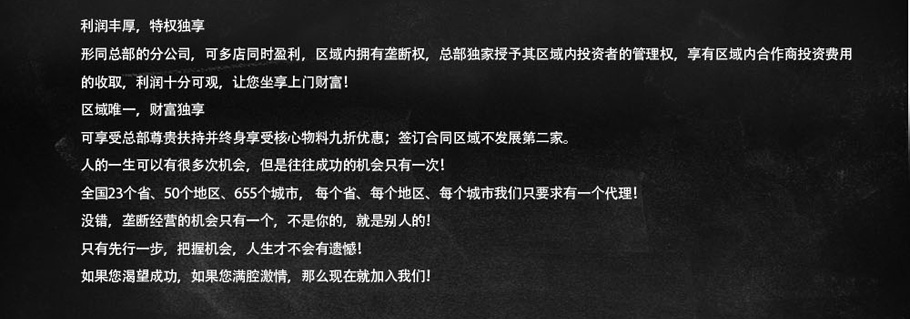 利润丰厚，特权独享
形同总部的分公司，可多店同时盈利，区域内拥有垄断权，总部独家授予其区域内投资者的管理权，享有区域内合作商投资费用
的收取，利润十分可观，让您坐享上门财富！
区域唯一，财富独享
可享受总部尊贵扶持并终身享受核心物料九折优惠；签订合同区域不发展第二家。
人的一生可以有很多次机会，但是往往成功的机会只有一次！
全国23个省、50个地区、655个城市， 每个省、每个地区、每个城市我们只要求有一个代理！
没错，垄断经营的机会只有一个，不是你的，就是别人的！
只有先行一步，把握机会，人生才不会有遗憾！
如果您渴望成功，如果您满腔激情，那么现在就加入我们！